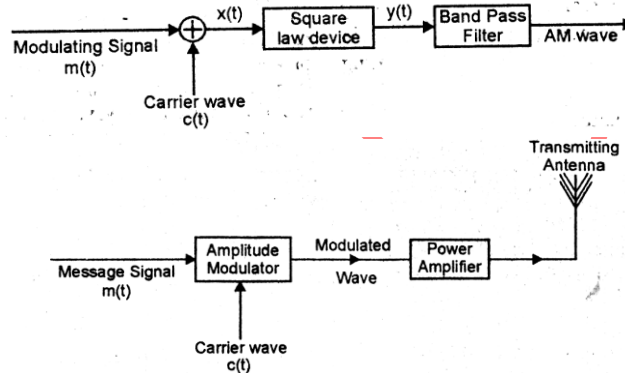 x(t)
Square
law device
y(t)
Band Pass
Filter
Modulating Signal
m(t)
AM wave
Carrier wave
c(t)
Transmitting
Antenna
Amplitude
Modulator
Modulated
Wave
Power
Amplifier
Message Signal
m(t)
Carrier wave
c(t)